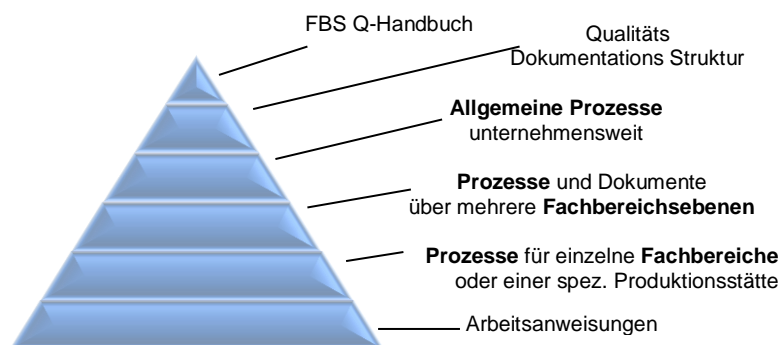 FBS Q-Handbuch
Qualitäts
Dokumentations Struktur
Allgemeine Prozesse
unternehmensweit
Prozesse und Dokumente
über mehrere Fachbereichsebenen
Prozesse für einzelne Fachbereiche
oder einer spez. Produktionsstätte
Arbeitsanweisungen